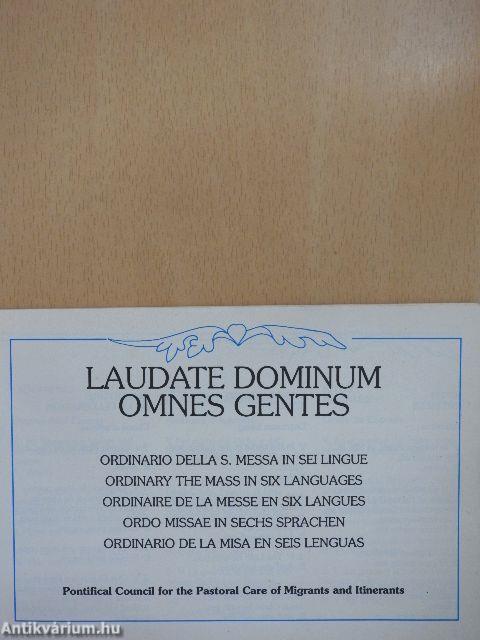 LAUDATE DOMINUM
OMNES GENTES
ORDINARIO DELLA S. MESSA IN SEI LINGUE
ORDINARY THE MASS IN SIX LANGUAGES
ORDINAIRE DE LA MESSE EN SIX LANGUES
ORDO MISSAE IN SECHS SPRACHEN
ORDINARIO DE LA MISA EN SEIS LENGUAS
Pontifical Council for the Pastoral Care of Migrants and Itinerants
Antikvárium.hu